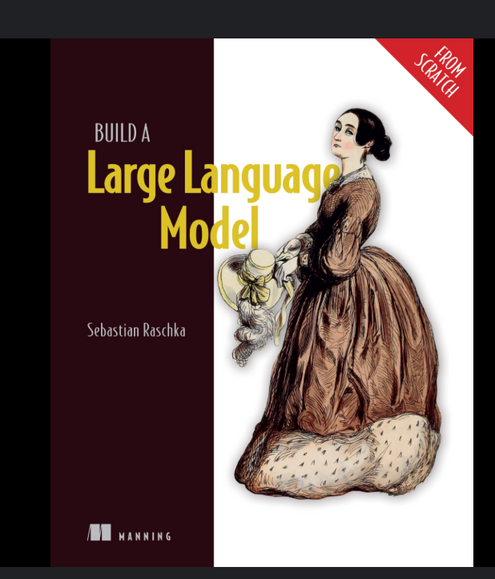 FROM
SCRATCH
BUILD A
Large Language
Model
Sebastian Raschka
MANNING